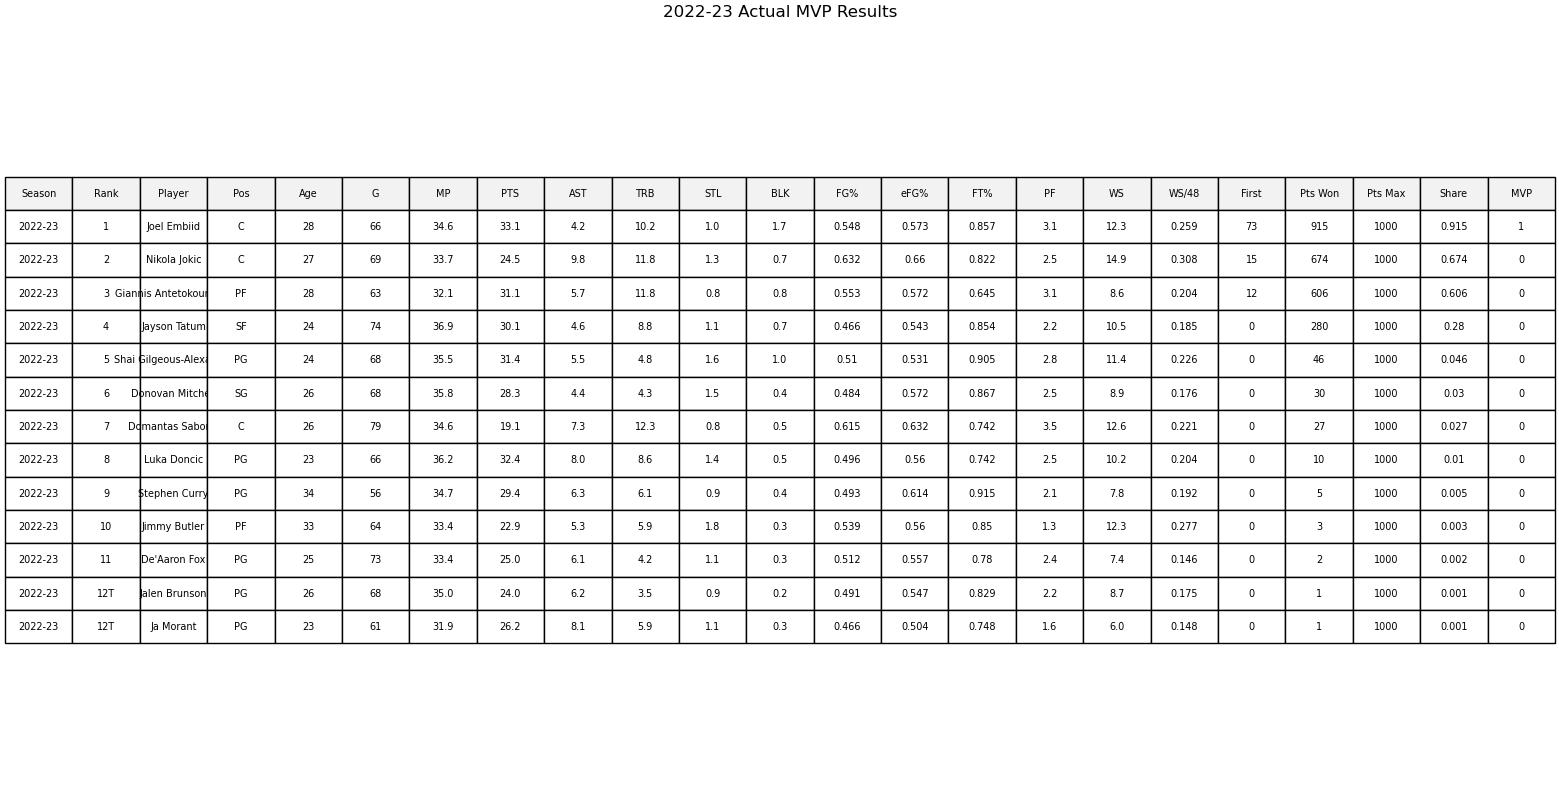 2022-23 Actual MVP Results
Season Rank Player Pos Age G MP PTS AST TRB STL BLK FG% eFG% FT% PF WS WS/48 First Pts Won Pts Max Share MVP
2022-23 1 Joel Embiid C 28 66 34.6 33.1 4.2 10.2 1.0 1.7 0.548 0.573 0.857 3.1 12.3 0.259 73 915 1000 0.915 1
2022-23 2 Nikola Jokic C 27 69 33.7 24.5 9.8 11.8 1.3 0.7 0.632 0.66 0.822 2.5 14.9 0.308 15 674 1000 0.674 0
2022-23 3 Giannis Antetokour PF 28 63 32.1 31.1 5.7 11.8 0.8 0.8 0.553 0.572 0.645 3.1 8.6 0.204 12 606 1000 0.606 0
2022-23 4 Jayson Tatum SF 24 74 36.9 30.1 4.6 8.8 1.1 0.7 0.466 0.543 0.854 2.2 10.5 0.185 0 280 1000 0.28 0
2022-23 5 Shai Gilgeous-Alexa PG 24 68 35.5 31.4 5.5 4.8 1.6 1.0 0.51 0.531 0.905 2.8 11.4 0.226 0 46 1000 0.046 0
2022-23 6 Donovan Mitche SG 26 68 35.8 28.3 4.4 4.3 1.5 0.4 0.484 0.572 0.867 2.5 8.9 0.176 0 30 1000 0.03 0
2022-23 7 Domantas Sabon C 26 79 34.6 19.1 7.3 12.3 0.8 0.5 0.615 0.632 0.742 3.5 12.6 0.221 0 27 1000 0.027 0
2022-23 8 Luka Doncic PG 23 66 36.2 32.4 8.0 8.6 1.4 0.5 0.496 0.56 0.742 2.5 10.2 0.204 0 10 1000 0.01 0
2022-23 9 Stephen Curry PG 34 56 34.7 29.4 6.3 6.1 0.9 0.4 0.493 0.614 0.915 2.1 7.8 0.192 0 5 1000 0.005 0
2022-23 10 Jimmy Butler PF 33 64 33.4 22.9 5.3 5.9 1.8 0.3 0.539 0.56 0.85 1.3 12.3 0.277 0 3 1000 0.003 0
2022-23 11 De'Aaron Fox PG 25 73 33.4 25.0 6.1 4.2 1.1 0.3 0.512 0.557 0.78 2.4 7.4 0.146 0 2 1000 0.002 0
2022-23 12T Jalen Brunson PG 26 68 35.0 24.0 6.2 3.5 0.9 0.2 0.491 0.547 0.829 2.2 8.7 0.175 0 1 1000 0.001 0
2022-23 12T Ja Morant PG 23 61 31.9 26.2 8.1 5.9 1.1 0.3 0.466 0.504 0.748 1.6 6.0 0.148 0 1 1000 0.001 0